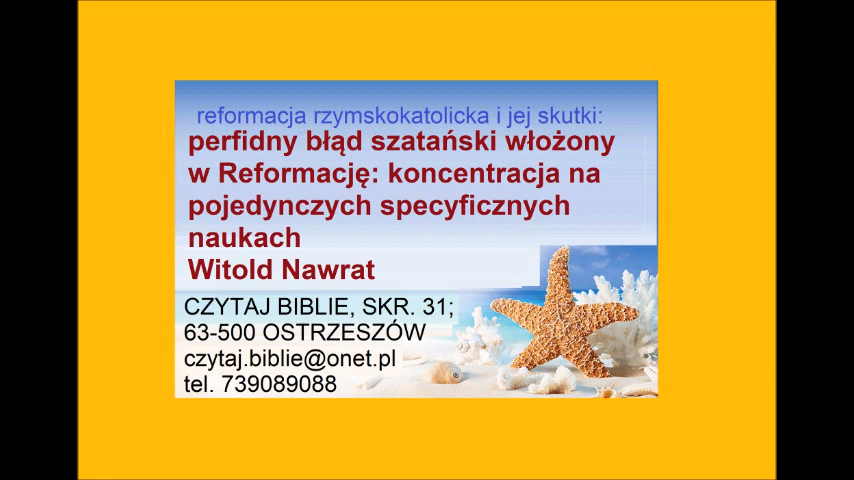 reformacja rzymskokatolicka i jej skutki:
perfidny błąd szatański włożony
w Reformację: koncentracja na
pojedynczych specyficznych
naukach
Witold Nawrat
CZYTAJ BIBLIE, SKR. 31;
63-500 OSTRZESZÓW
czytaj.biblie@onet.pl
tel. 739089088